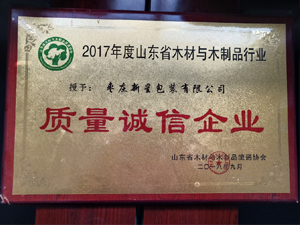 2017年度山东省木材与木制品行业
授予：枣庄新星包装有限公司
质量诚信企业
山东省木材与木制品流通协会
二〇一八年九月